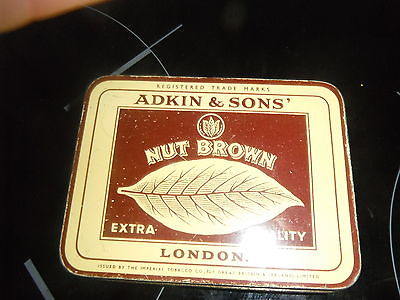 REGISTERED TRADE MARKS
ADKIN & SONS'
NUT BROWN
EXTRA
LONDON.
ISSUED BY THE IMPERIAL TOBACCO CO. (OF GREAT BRITAIN & IRELAND), LIMITED